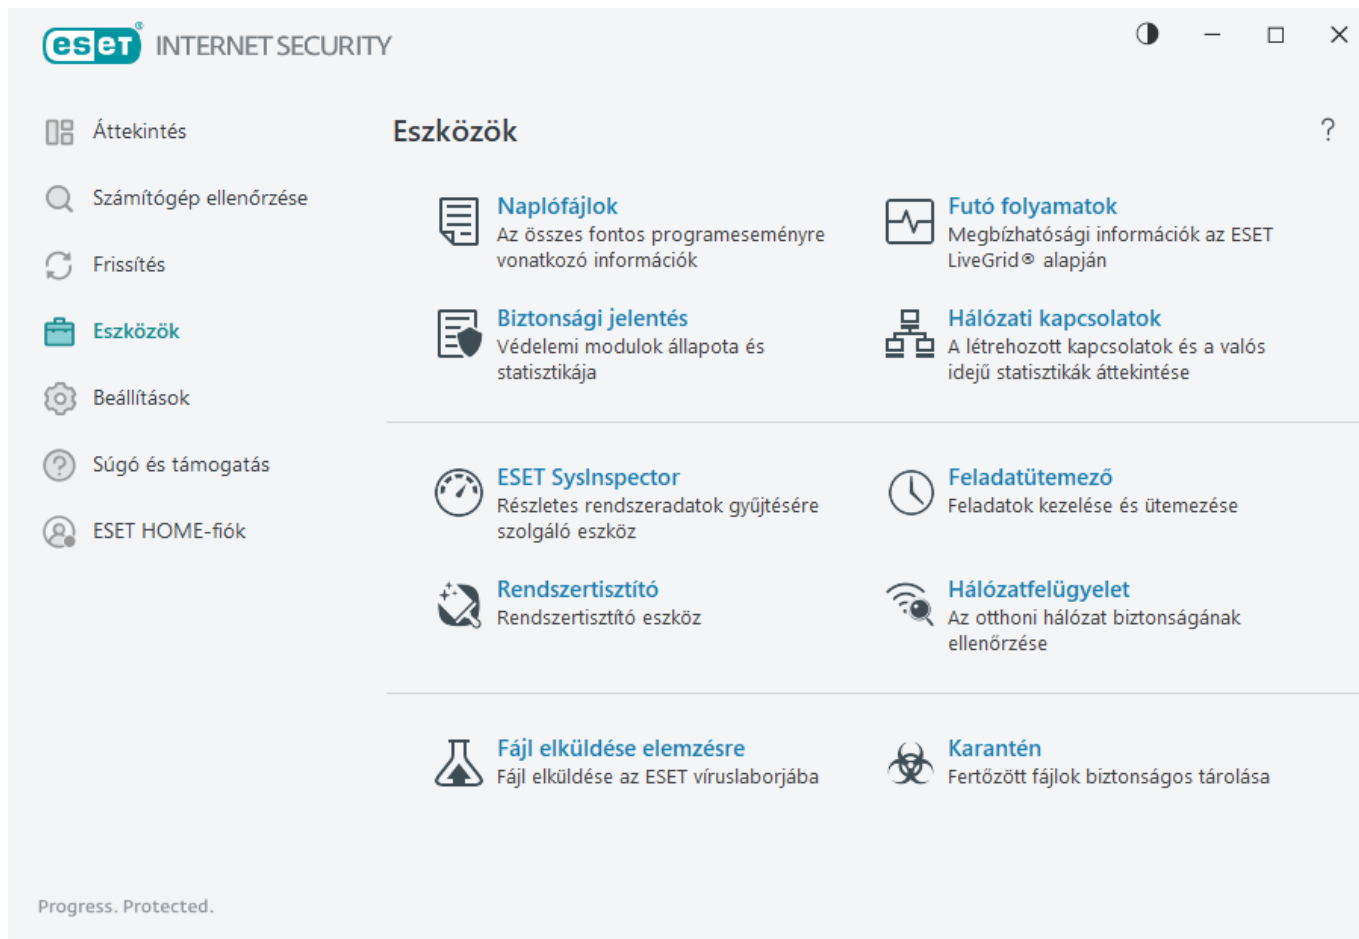 eset® INTERNET SECURITY
Áttekintés
Számítógép ellenőrzése
Frissítés
Eszközök
Beállítások
Súgó és támogatás
ESET HOME-fiók
Eszközök
?
Naplófájlok
Az összes fontos programeseményre
vonatkozó információk
Futó folyamatok
Megbízhatósági információk az ESET
LiveGrid® alapján
Biztonsági jelentés
Védelemi modulok állapota és
statisztikája
Hálózati kapcsolatok
A létrehozott kapcsolatok és a valós
idejű statisztikák áttekintése
ESET SysInspector
Részletes rendszeradatok gyűjtésére
szolgáló eszköz
Feladatütemező
Feladatok kezelése és ütemezése
Rendszertisztító
Rendszertisztító eszköz
Hálózatfelügyelet
Az otthoni hálózat biztonságának
ellenőrzése
Fájl elküldése elemzésre
Fájl elküldése az ESET víruslaborjába
Karantén
Fertőzött fájlok biztonságos tárolása
Progress. Protected.